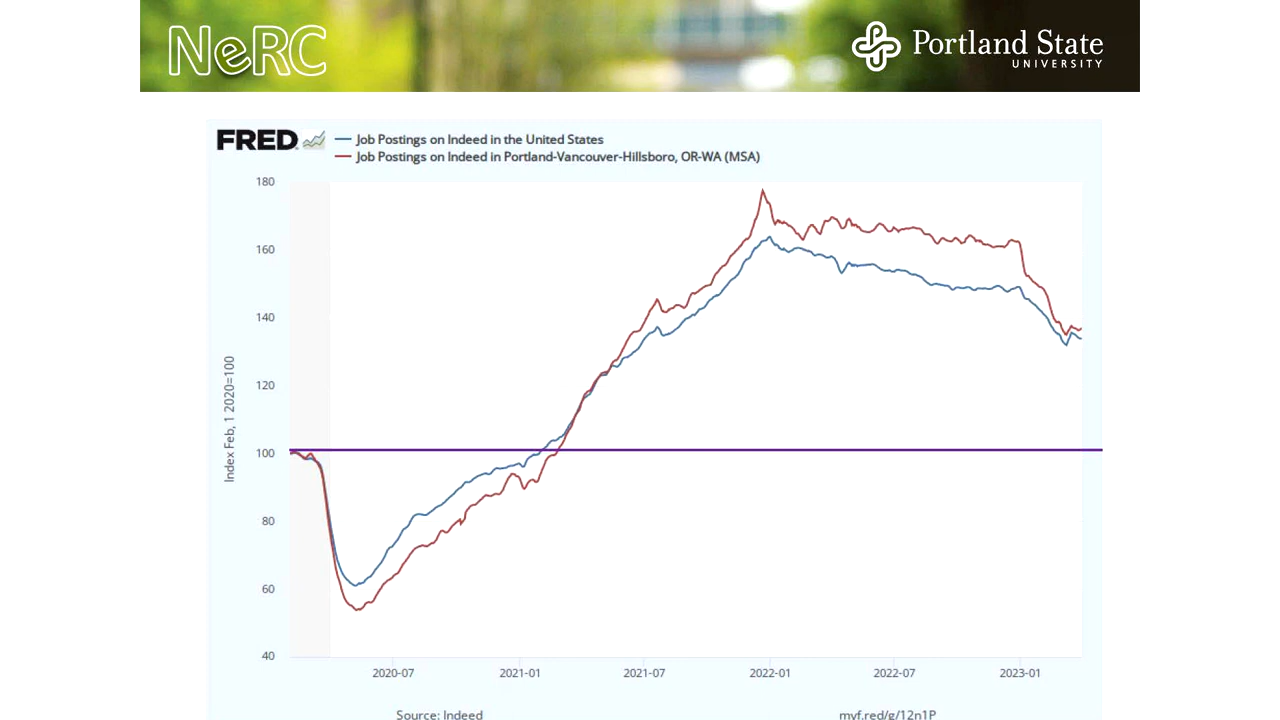 NeRC
Portland State
UNIVERSITY
FRED
Job Postings on Indeed in the United States
Job Postings on Indeed in Portland-Vancouver-Hillsboro, OR-WA (MSA)
180
160
140
120
100
80
60
40
Index Feb, 1 2020=100
2020-07
2021-01
2021-07
2022-01
2022-07
2023-01
Source: Indeed
myf.red/g/12n1P